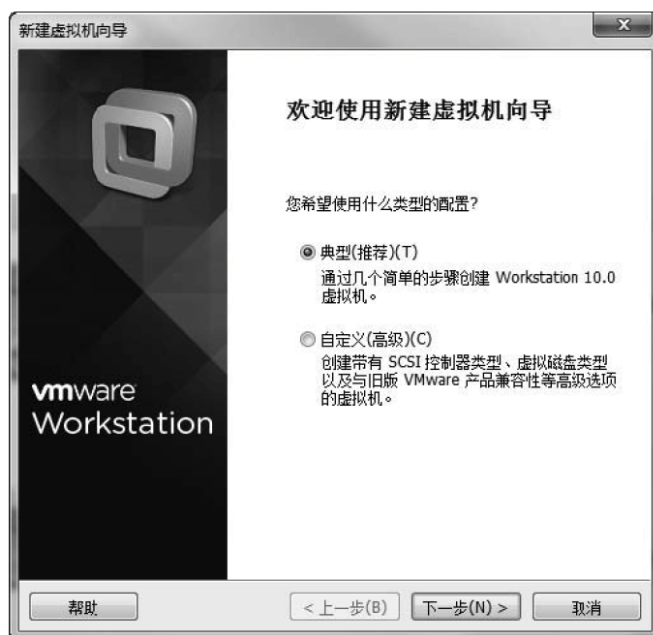 新建虚拟机向导
x
欢迎使用新建虚拟机向导
您希望使用什么类型的配置?
典型(推荐)(T)
通过几个简单的步骤创建 Workstation 10.0
虚拟机。
自定义(高级)(C)
创建带有 SCSI 控制器类型、虚拟磁盘类型
以及与旧版 VMware 产品兼容性等高级选项
的虚拟机。
vmware
Workstation
帮助
< 上一步(B)
下一步(N) >
取消